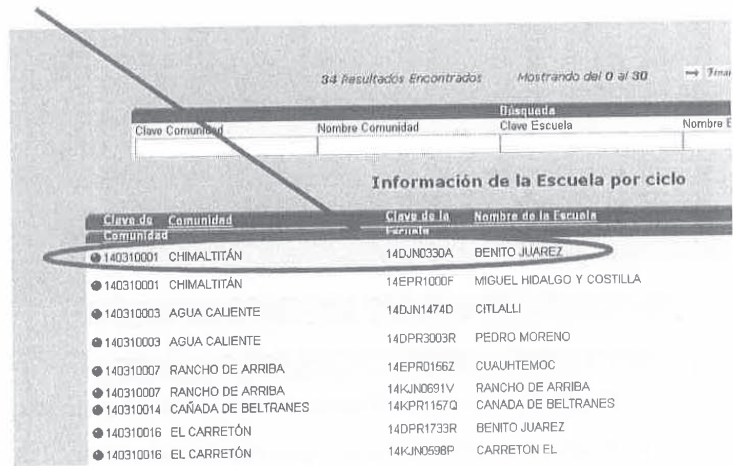 34 Resultados Encontrados Mostrando del 0 al 30
Búsqueda
Clave Comunidad Nombre Comunidad Clave Escuela Nombre E
Información de la Escuela por ciclo
Clave de Comunidad Clave de la Nombre de la Escuela
Comunidad Escuela
140310001 CHIMALTITÁN 14DJN0330A BENITO JUAREZ
140310001 CHIMALTITÁN 14EPR1000F MIGUEL HIDALGO Y COSTILLA
140310003 AGUA CALIENTE 14DJN1474D CITLALLI
140310003 AGUA CALIENTE 14DPR3003R PEDRO MORENO
140310007 RANCHO DE ARRIBA 14EPR0156Z CUAUHTEMOC
140310007 RANCHO DE ARRIBA 14KJN0691V RANCHO DE ARRIBA
140310014 CAÑADA DE BELTRANES 14KPR1157Q CANADA DE BELTRANES
140310016 EL CARRETÓN 14DPR1733R BENITO JUAREZ
140310016 EL CARRETÓN 14KJN0598P CARRETON EL